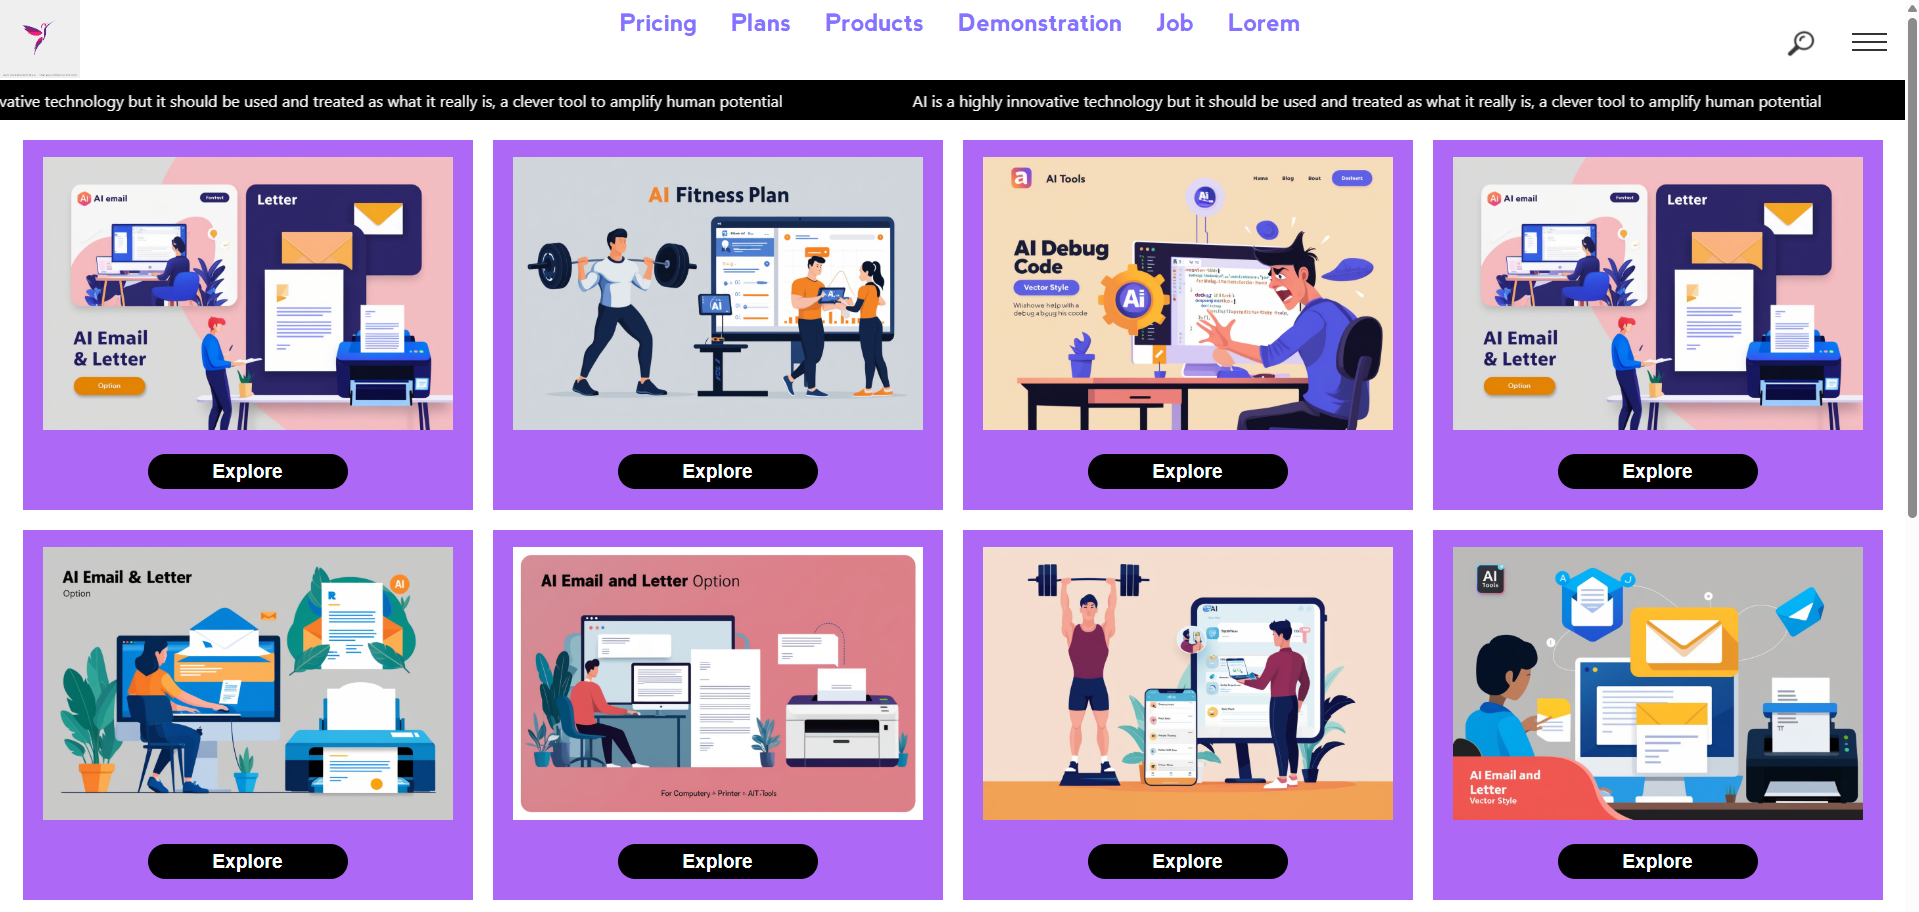 Pricing Plans Products Demonstration Job Lorem
vative technology but it should be used and treated as what it really is, a clever tool to amplify human potential
AI is a highly innovative technology but it should be used and treated as what it really is, a clever tool to amplify human potential
AI email
Letter
AI Email
& Letter
Option
Explore
AI Fitness Plan
AI
Explore
a AI Tools
Home Blog Bout
Ai
AI Debug
Code
Vector Style
Ai
Explore
AI email
Letter
AI Email
& Letter
Option
Explore
AI Email & Letter
Option
AI
R
Explore
AI Email and Letter Option
For Computery + Printer = AIT-Tools
Explore
AI
Explore
AI
Tools
A
J
AI Email and
Letter
Vector Style
Explore